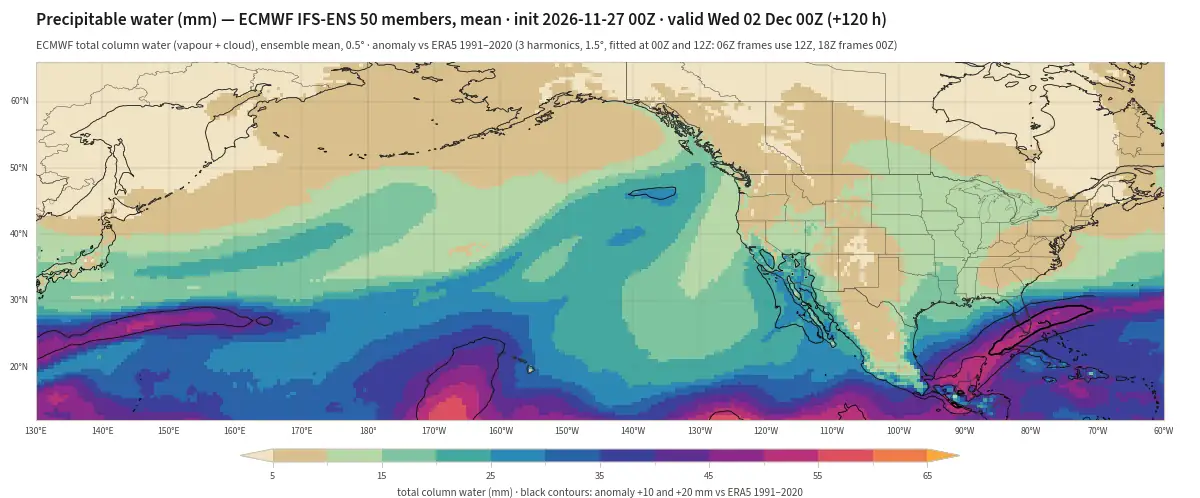 Precipitable water (mm) — ECMWF IFS-ENS 50 members, mean · init 2026-11-27 00Z · valid Wed 02 Dec 00Z (+120 h)
ECMWF total column water (vapour + cloud), ensemble mean, 0.5° · anomaly vs ERA5 1991–2020 (3 harmonics, 1.5°, fitted at 00Z and 12Z: 06Z frames use 12Z, 18Z frames 00Z)
60°N
50°N
40°N
30°N
20°N
130°E 140°E 150°E 160°E 170°E 180° 170°W 160°W 150°W 140°W 130°W 120°W 110°W 100°W 90°W 80°W 70°W 60°W
5 15 25 35 45 55 65
total column water (mm) · black contours: anomaly +10 and +20 mm vs ERA5 1991–2020